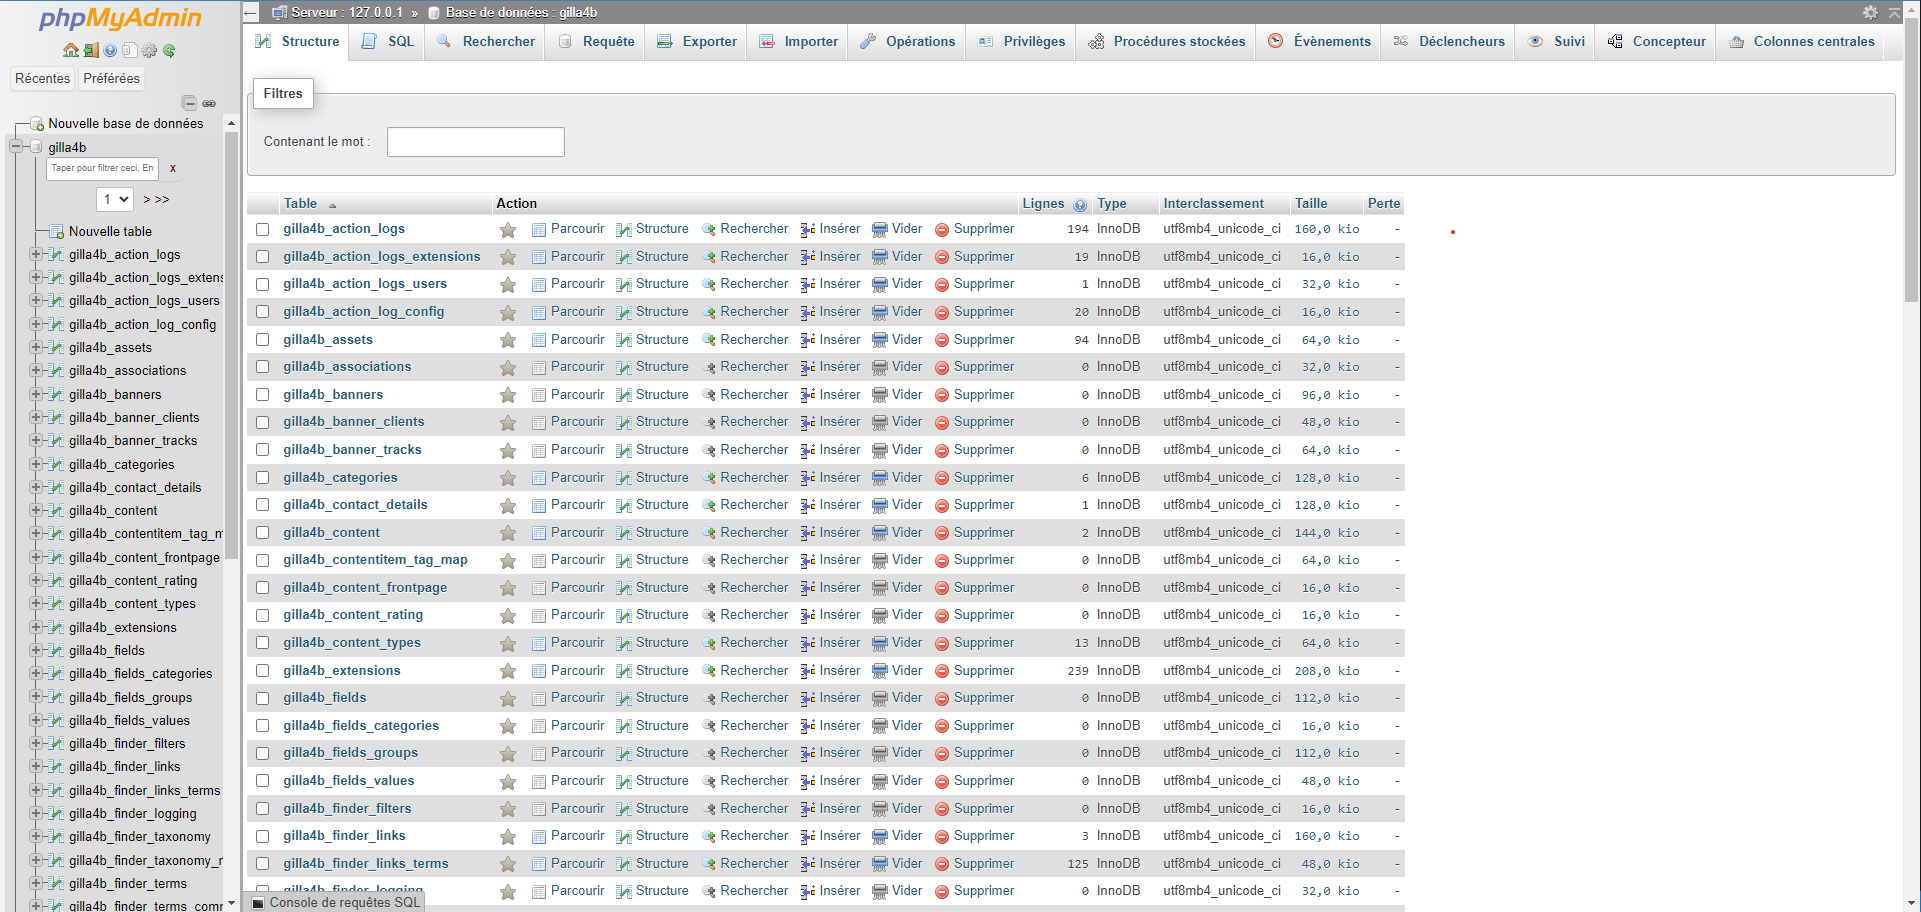 phpMyAdmin
Récentes Préférées
Nouvelle base de données
gilla4b
Taper pour filtrer ceci, En x
1 > >>
Nouvelle table
gilla4b_action_logs
gilla4b_action_logs_extens
gilla4b_action_logs_users
gilla4b_action_log_config
gilla4b_assets
gilla4b_associations
gilla4b_banners
gilla4b_banner_clients
gilla4b_banner_tracks
gilla4b_categories
gilla4b_contact_details
gilla4b_content
gilla4b_contentitem_tag_m
gilla4b_content_frontpage
gilla4b_content_rating
gilla4b_content_types
gilla4b_extensions
gilla4b_fields
gilla4b_fields_categories
gilla4b_fields_groups
gilla4b_fields_values
gilla4b_finder_filters
gilla4b_finder_links
gilla4b_finder_links_terms
gilla4b_finder_logging
gilla4b_finder_taxonomy
gilla4b_finder_taxonomy_r
gilla4b_finder_terms
gilla4b_finder_terms_comr
Serveur : 127.0.0.1 » Base de données : gilla4b
Structure SQL Rechercher Requête Exporter Importer Opérations Privilèges Procédures stockées Évènements Déclencheurs Suivi Concepteur Colonnes centrales
Filtres
Contenant le mot :
Table Action Lignes Type Interclassement Taille Perte
gilla4b_action_logs Parcourir Structure Rechercher Insérer Vider Supprimer 194 InnoDB utf8mb4_unicode_ci 160,0 kio -
gilla4b_action_logs_extensions Parcourir Structure Rechercher Insérer Vider Supprimer 19 InnoDB utf8mb4_unicode_ci 16,0 kio -
gilla4b_action_logs_users Parcourir Structure Rechercher Insérer Vider Supprimer 1 InnoDB utf8mb4_unicode_ci 32,0 kio -
gilla4b_action_log_config Parcourir Structure Rechercher Insérer Vider Supprimer 20 InnoDB utf8mb4_unicode_ci 16,0 kio -
gilla4b_assets Parcourir Structure Rechercher Insérer Vider Supprimer 94 InnoDB utf8mb4_unicode_ci 64,0 kio -
gilla4b_associations Parcourir Structure Rechercher Insérer Vider Supprimer 0 InnoDB utf8mb4_unicode_ci 32,0 kio -
gilla4b_banners Parcourir Structure Rechercher Insérer Vider Supprimer 0 InnoDB utf8mb4_unicode_ci 96,0 kio -
gilla4b_banner_clients Parcourir Structure Rechercher Insérer Vider Supprimer 0 InnoDB utf8mb4_unicode_ci 48,0 kio -
gilla4b_banner_tracks Parcourir Structure Rechercher Insérer Vider Supprimer 0 InnoDB utf8mb4_unicode_ci 64,0 kio -
gilla4b_categories Parcourir Structure Rechercher Insérer Vider Supprimer 6 InnoDB utf8mb4_unicode_ci 128,0 kio -
gilla4b_contact_details Parcourir Structure Rechercher Insérer Vider Supprimer 1 InnoDB utf8mb4_unicode_ci 128,0 kio -
gilla4b_content Parcourir Structure Rechercher Insérer Vider Supprimer 2 InnoDB utf8mb4_unicode_ci 144,0 kio -
gilla4b_contentitem_tag_map Parcourir Structure Rechercher Insérer Vider Supprimer 0 InnoDB utf8mb4_unicode_ci 64,0 kio -
gilla4b_content_frontpage Parcourir Structure Rechercher Insérer Vider Supprimer 0 InnoDB utf8mb4_unicode_ci 16,0 kio -
gilla4b_content_rating Parcourir Structure Rechercher Insérer Vider Supprimer 0 InnoDB utf8mb4_unicode_ci 16,0 kio -
gilla4b_content_types Parcourir Structure Rechercher Insérer Vider Supprimer 13 InnoDB utf8mb4_unicode_ci 64,0 kio -
gilla4b_extensions Parcourir Structure Rechercher Insérer Vider Supprimer 239 InnoDB utf8mb4_unicode_ci 208,0 kio -
gilla4b_fields Parcourir Structure Rechercher Insérer Vider Supprimer 0 InnoDB utf8mb4_unicode_ci 112,0 kio -
gilla4b_fields_categories Parcourir Structure Rechercher Insérer Vider Supprimer 0 InnoDB utf8mb4_unicode_ci 16,0 kio -
gilla4b_fields_groups Parcourir Structure Rechercher Insérer Vider Supprimer 0 InnoDB utf8mb4_unicode_ci 112,0 kio -
gilla4b_fields_values Parcourir Structure Rechercher Insérer Vider Supprimer 0 InnoDB utf8mb4_unicode_ci 48,0 kio -
gilla4b_finder_filters Parcourir Structure Rechercher Insérer Vider Supprimer 0 InnoDB utf8mb4_unicode_ci 16,0 kio -
gilla4b_finder_links Parcourir Structure Rechercher Insérer Vider Supprimer 3 InnoDB utf8mb4_unicode_ci 160,0 kio -
gilla4b_finder_links_terms Parcourir Structure Rechercher Insérer Vider Supprimer 125 InnoDB utf8mb4_unicode_ci 48,0 kio -
gilla4b_finder_logging Parcourir Structure Rechercher Insérer Vider Supprimer 0 InnoDB utf8mb4_unicode_ci 32,0 kio -
Console de requêtes SQL